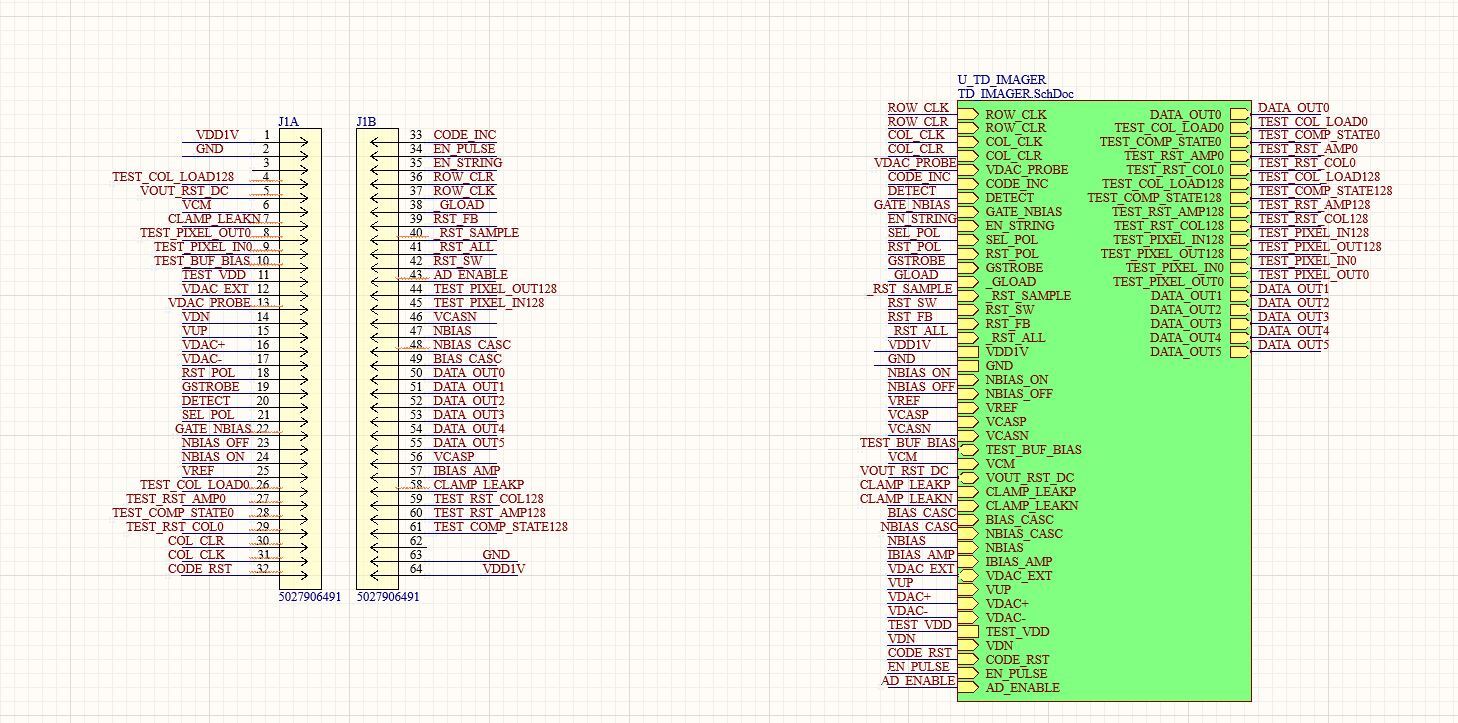 J1A
VDD1V 1
GND 2
3
TEST_COL_LOAD128 4
VOUT_RST_DC 5
VCM 6
CLAMP_LEAKN 7
TEST_PIXEL_OUT0 8
TEST_PIXEL_IN0 9
TEST_BUF_BIAS 10
TEST_VDD 11
VDAC_EXT 12
VDAC_PROBE 13
VDN 14
VUP 15
VDAC+ 16
VDAC- 17
RST_POL 18
GSTROBE 19
DETECT 20
SEL_POL 21
GATE_NBIAS 22
NBIAS_OFF 23
NBIAS_ON 24
VREF 25
TEST_COL_LOAD0 26
TEST_RST_AMP0 27
TEST_COMP_STATE0 28
TEST_RST_COL0 29
COL_CLR 30
COL_CLK 31
CODE_RST 32
5027906491
J1B
33 CODE_INC
34 EN_PULSE
35 EN_STRING
36 ROW_CLR
37 ROW_CLK
38 _GLOAD
39 RST_FB
40 _RST_SAMPLE
41 _RST_ALL
42 RST_SW
43 AD_ENABLE
44 TEST_PIXEL_OUT128
45 TEST_PIXEL_IN128
46 VCASN
47 NBIAS
48 NBIAS_CASC
49 BIAS_CASC
50 DATA_OUT0
51 DATA_OUT1
52 DATA_OUT2
53 DATA_OUT3
54 DATA_OUT4
55 DATA_OUT5
56 VCASP
57 IBIAS_AMP
58 CLAMP_LEAKP
59 TEST_RST_COL128
60 TEST_RST_AMP128
61 TEST_COMP_STATE128
62
63 GND
64 VDD1V
5027906491
U_TD_IMAGER
TD_IMAGER.SchDoc
ROW_CLK ROW_CLK DATA_OUT0 DATA_OUT0
ROW_CLR ROW_CLR TEST_COL_LOAD0 TEST_COL_LOAD0
COL_CLK COL_CLK TEST_COMP_STATE0 TEST_COMP_STATE0
COL_CLR COL_CLR TEST_RST_AMP0 TEST_RST_AMP0
VDAC_PROBE VDAC_PROBE TEST_RST_COL0 TEST_RST_COL0
CODE_INC CODE_INC TEST_COL_LOAD128 TEST_COL_LOAD128
DETECT DETECT TEST_COMP_STATE128 TEST_COMP_STATE128
GATE_NBIAS GATE_NBIAS TEST_RST_AMP128 TEST_RST_AMP128
EN_STRING EN_STRING TEST_RST_COL128 TEST_RST_COL128
SEL_POL SEL_POL TEST_PIXEL_IN128 TEST_PIXEL_IN128
RST_POL RST_POL TEST_PIXEL_OUT128 TEST_PIXEL_OUT128
GSTROBE GSTROBE TEST_PIXEL_IN0 TEST_PIXEL_IN0
_GLOAD _GLOAD TEST_PIXEL_OUT0 TEST_PIXEL_OUT0
_RST_SAMPLE _RST_SAMPLE DATA_OUT1 DATA_OUT1
RST_SW RST_SW DATA_OUT2 DATA_OUT2
RST_FB RST_FB DATA_OUT3 DATA_OUT3
_RST_ALL _RST_ALL DATA_OUT4 DATA_OUT4
VDD1V VDD1V DATA_OUT5 DATA_OUT5
GND GND
NBIAS_ON NBIAS_ON
NBIAS_OFF NBIAS_OFF
VREF VREF
VCASP VCASP
VCASN VCASN
TEST_BUF_BIAS TEST_BUF_BIAS
VCM VCM
VOUT_RST_DC VOUT_RST_DC
CLAMP_LEAKP CLAMP_LEAKP
CLAMP_LEAKN CLAMP_LEAKN
BIAS_CASC BIAS_CASC
NBIAS_CASC NBIAS_CASC
NBIAS NBIAS
IBIAS_AMP IBIAS_AMP
VDAC_EXT VDAC_EXT
VUP VUP
VDAC+ VDAC+
VDAC- VDAC-
TEST_VDD TEST_VDD
VDN VDN
CODE_RST CODE_RST
EN_PULSE EN_PULSE
AD_ENABLE AD_ENABLE